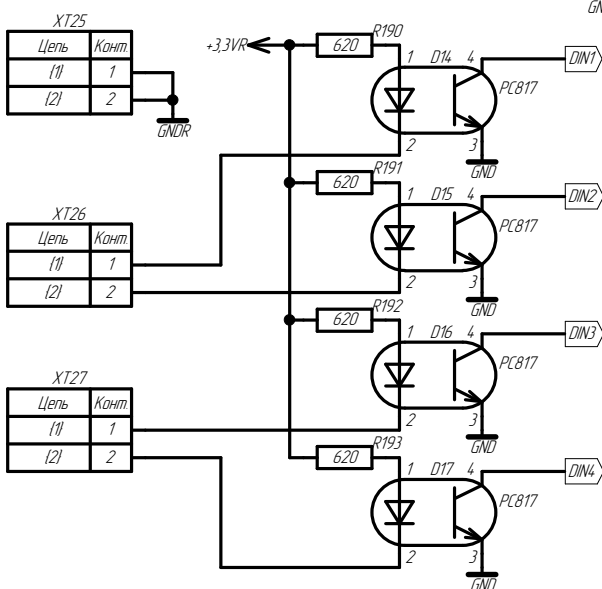 GN
XT25
Цепь Конт.
{1} 1
{2} 2
GNDR
+3,3VR
R190
620
1 D14 4
PC817
DIN1
2 3
GND
R191
620
1 D15 4
PC817
DIN2
2 3
GND
XT26
Цепь Конт.
{1} 1
{2} 2
R192
620
1 D16 4
PC817
DIN3
2 3
GND
XT27
Цепь Конт.
{1} 1
{2} 2
R193
620
1 D17 4
PC817
DIN4
2 3
GND